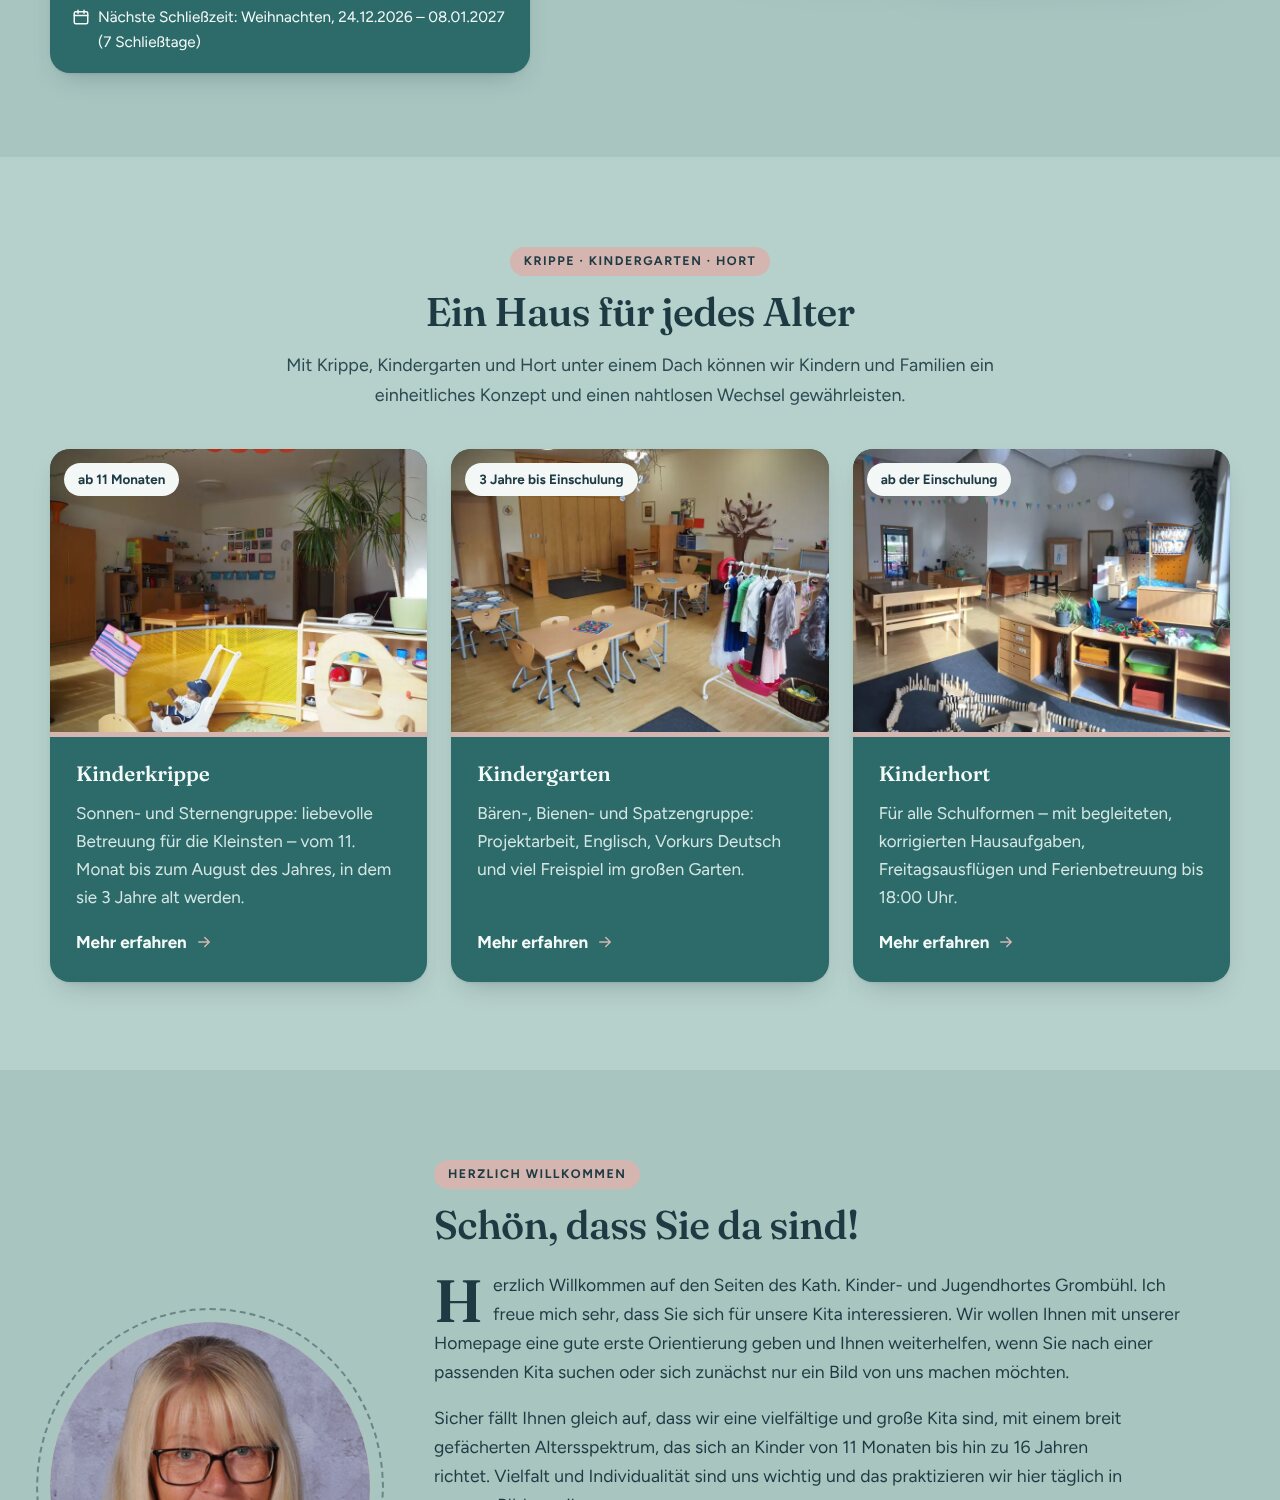 Nächste Schließzeit: Weihnachten, 24.12.2026 – 08.01.2027
(7 Schließtage)
KRIPPE · KINDERGARTEN · HORT
Ein Haus für jedes Alter
Mit Krippe, Kindergarten und Hort unter einem Dach können wir Kindern und Familien ein
einheitliches Konzept und einen nahtlosen Wechsel gewährleisten.
ab 11 Monaten
Kinderkrippe
Sonnen- und Sternengruppe: liebevolle
Betreuung für die Kleinsten – vom 11.
Monat bis zum August des Jahres, in dem
sie 3 Jahre alt werden.
Mehr erfahren
3 Jahre bis Einschulung
Kindergarten
Bären-, Bienen- und Spatzengruppe:
Projektarbeit, Englisch, Vorkurs Deutsch
und viel Freispiel im großen Garten.
Mehr erfahren
ab der Einschulung
Kinderhort
Für alle Schulformen – mit begleiteten,
korrigierten Hausaufgaben,
Freitagsausflügen und Ferienbetreuung bis
18:00 Uhr.
Mehr erfahren
HERZLICH WILLKOMMEN
Schön, dass Sie da sind!
Herzlich Willkommen auf den Seiten des Kath. Kinder- und Jugendhortes Grombühl. Ich
freue mich sehr, dass Sie sich für unsere Kita interessieren. Wir wollen Ihnen mit unserer
Homepage eine gute erste Orientierung geben und Ihnen weiterhelfen, wenn Sie nach einer
passenden Kita suchen oder sich zunächst nur ein Bild von uns machen möchten.
Sicher fällt Ihnen gleich auf, dass wir eine vielfältige und große Kita sind, mit einem breit
gefächerten Altersspektrum, das sich an Kinder von 11 Monaten bis hin zu 16 Jahren
richtet. Vielfalt und Individualität sind uns wichtig und das praktizieren wir hier täglich in